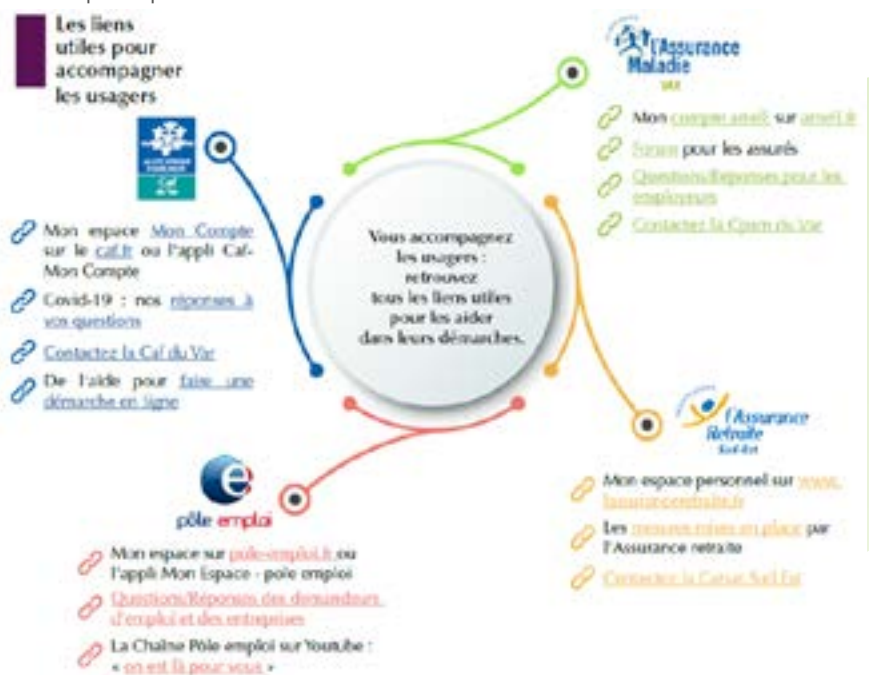 Les liens
utiles pour
accompagner
les usagers
l'Assurance
Maladie
VAR
Mon compte ameli sur ameli.fr
Forum pour les assurés
Questions/Réponses pour les
employeurs
Contactez la Cpam du Var
Caf
du Var
Mon espace Mon Compte
sur le caf.fr ou l'appli Caf-
Mon Compte
Covid-19 : nos réponses à
vos questions
Contactez la Caf du Var
De l'aide pour faire une
démarche en ligne
Vous accompagnez
les usagers :
retrouvez
tous les liens utiles
pour les aider
dans leurs démarches.
l'Assurance
Retraite
Sud-Est
Mon espace personnel sur www.
lassuranceretraite.fr
Les mesures mises en place par
l'Assurance retraite
Contactez la Carsat Sud Est
pôle emploi
Mon espace sur pole-emploi.fr ou
l'appli Mon Espace - pole emploi
Questions/Réponses des demandeurs
d'emploi et des entreprises
La Chaîne Pôle emploi sur Youtube :
« on est là pour vous »